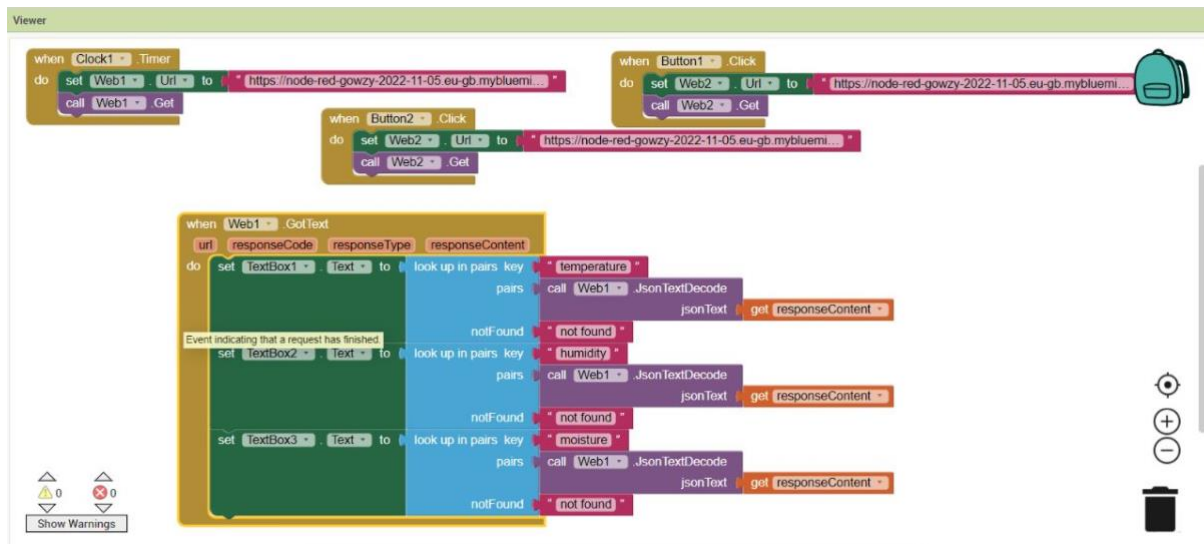 Viewer
when Clock1 .Timer
do set Web1 . Url to " https://node-red-gowzy-2022-11-05.eu-gb.mybluemi... "
call Web1 .Get
when Button1 .Click
do set Web2 . Url to " https://node-red-gowzy-2022-11-05.eu-gb.mybluemi... "
call Web2 .Get
when Button2 .Click
do set Web2 . Url to " https://node-red-gowzy-2022-11-05.eu-gb.mybluemi... "
call Web2 .Get
when Web1 .GotText
url responseCode responseType responseContent
do set TextBox1 . Text to look up in pairs key " temperature "
pairs call Web1 .JsonTextDecode
jsonText get responseContent
notFound " not found "
Event indicating that a request has finished.
set TextBox2 . Text to look up in pairs key " humidity "
pairs call Web1 .JsonTextDecode
jsonText get responseContent
notFound " not found "
set TextBox3 . Text to look up in pairs key " moisture "
pairs call Web1 .JsonTextDecode
jsonText get responseContent
notFound " not found "
0 0
Show Warnings